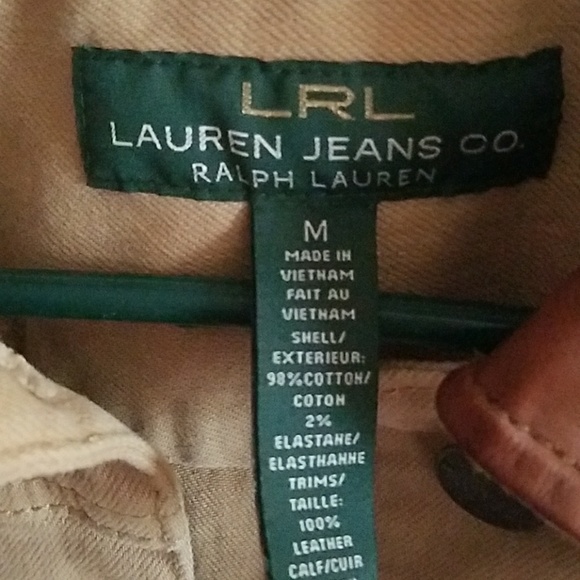 LRL
LAUREN JEANS CO.
RALPH LAUREN
M
MADE IN
VIETNAM
FAIT AU
VIETNAM
SHELL/
EXTERIEUR:
98%COTTON/
COTON
2%
ELASTANE/
ELASTHANNE
TRIMS/
TAILLE:
100%
LEATHER
CALF/CUIR